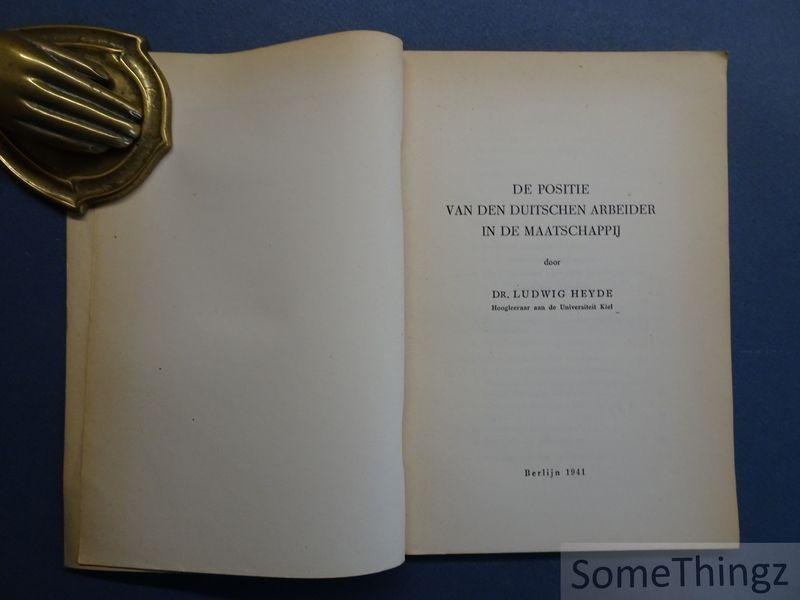 DE POSITIE
VAN DEN DUITSCHEN ARBEIDER
IN DE MAATSCHAPPIJ
door
DR. LUDWIG HEYDE
Hoogleeraar aan de Universiteit Kiel
Berlijn 1941
SomeThingz